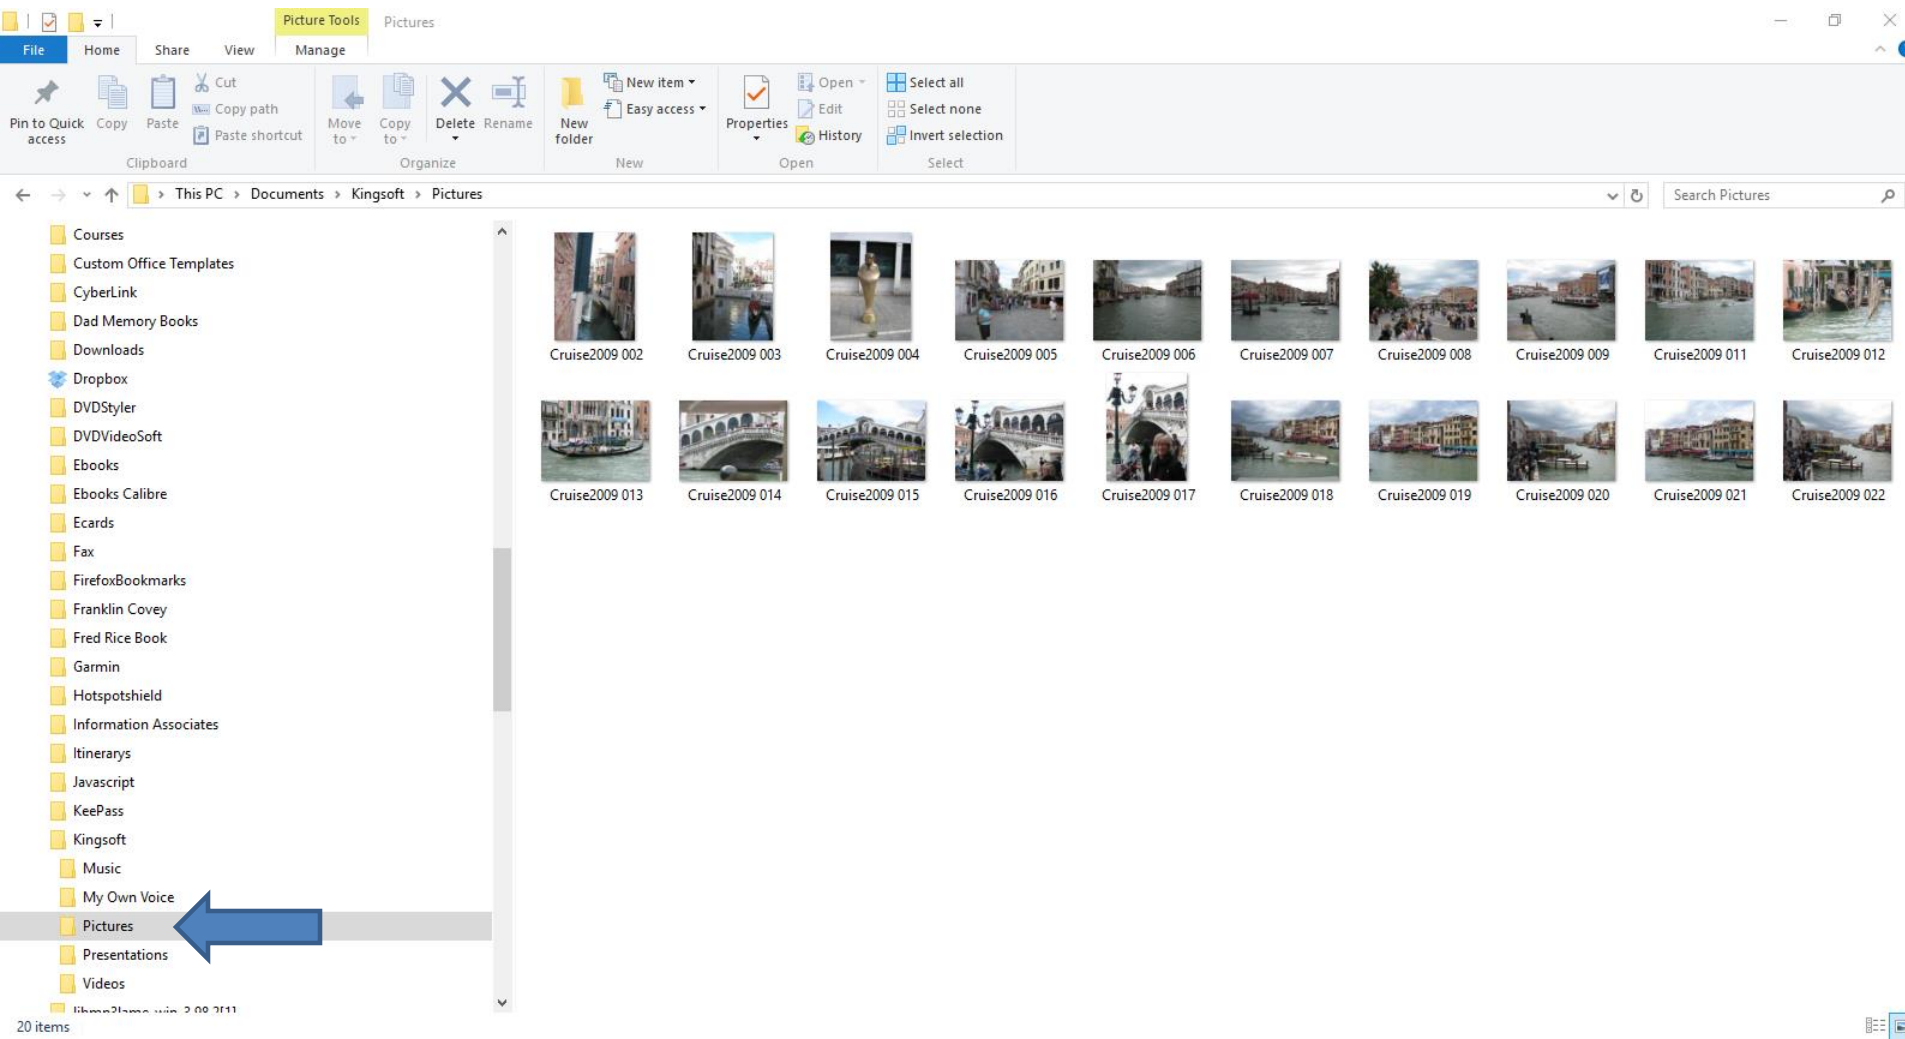 Picture Tools Pictures
File Home Share View Manage
Pin to Quick access
Copy
Paste
Cut
Copy path
Paste shortcut
Clipboard
Move to
Copy to
Delete
Rename
Organize
New folder
New item
Easy access
New
Properties
Open
Edit
History
Open
Select all
Select none
Invert selection
Select
This PC > Documents > Kingsoft > Pictures
Search Pictures
Courses
Custom Office Templates
CyberLink
Dad Memory Books
Downloads
Dropbox
DVDStyler
DVDVideoSoft
Ebooks
Ebooks Calibre
Ecards
Fax
FirefoxBookmarks
Franklin Covey
Fred Rice Book
Garmin
Hotspotshield
Information Associates
Itinerarys
Javascript
KeePass
Kingsoft
Music
My Own Voice
Pictures
Presentations
Videos
libmp3lame-win-3.98.2[1]
Cruise2009 002 Cruise2009 003 Cruise2009 004 Cruise2009 005 Cruise2009 006 Cruise2009 007 Cruise2009 008 Cruise2009 009 Cruise2009 011 Cruise2009 012
Cruise2009 013 Cruise2009 014 Cruise2009 015 Cruise2009 016 Cruise2009 017 Cruise2009 018 Cruise2009 019 Cruise2009 020 Cruise2009 021 Cruise2009 022
20 items